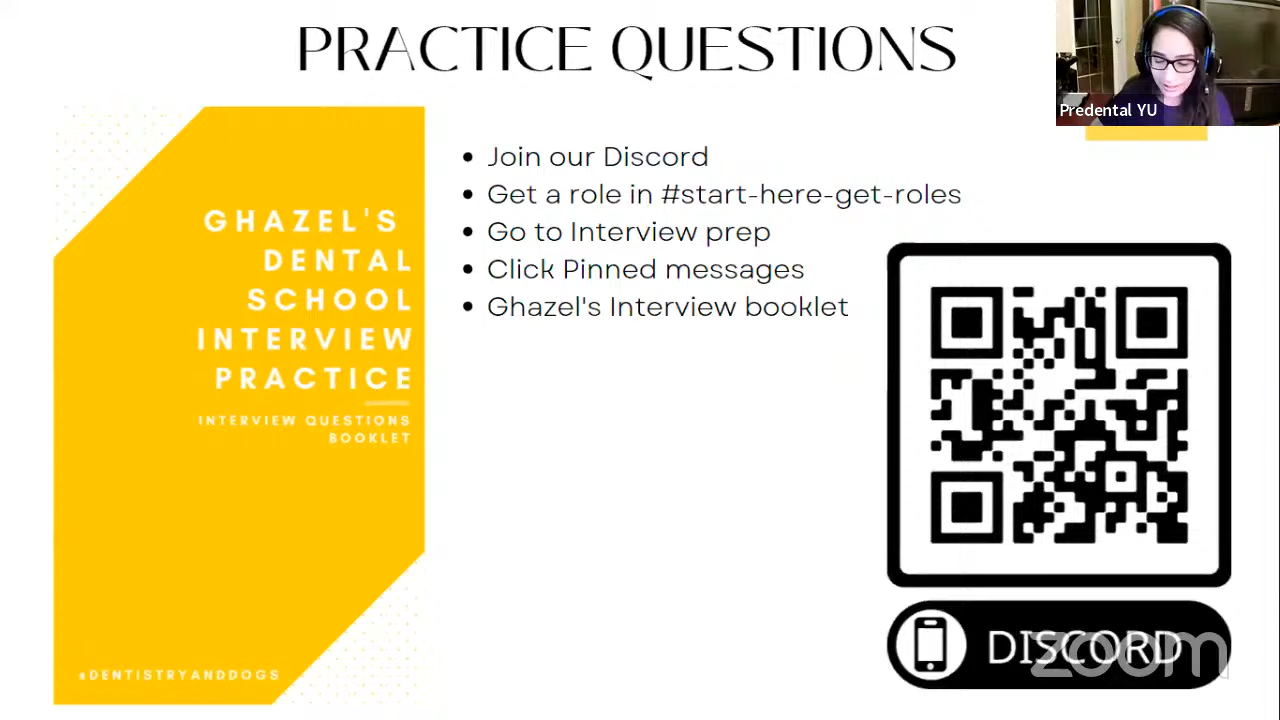 PRACTICE QUESTIONS
Predental YU
GHAZEL'S
DENTAL
SCHOOL
INTERVIEW
PRACTICE
INTERVIEW QUESTIONS
BOOKLET
@DENTISTRYANDDOGS
• Join our Discord
• Get a role in #start-here-get-roles
• Go to Interview prep
• Click Pinned messages
• Ghazel's Interview booklet
DISCORD
zoom